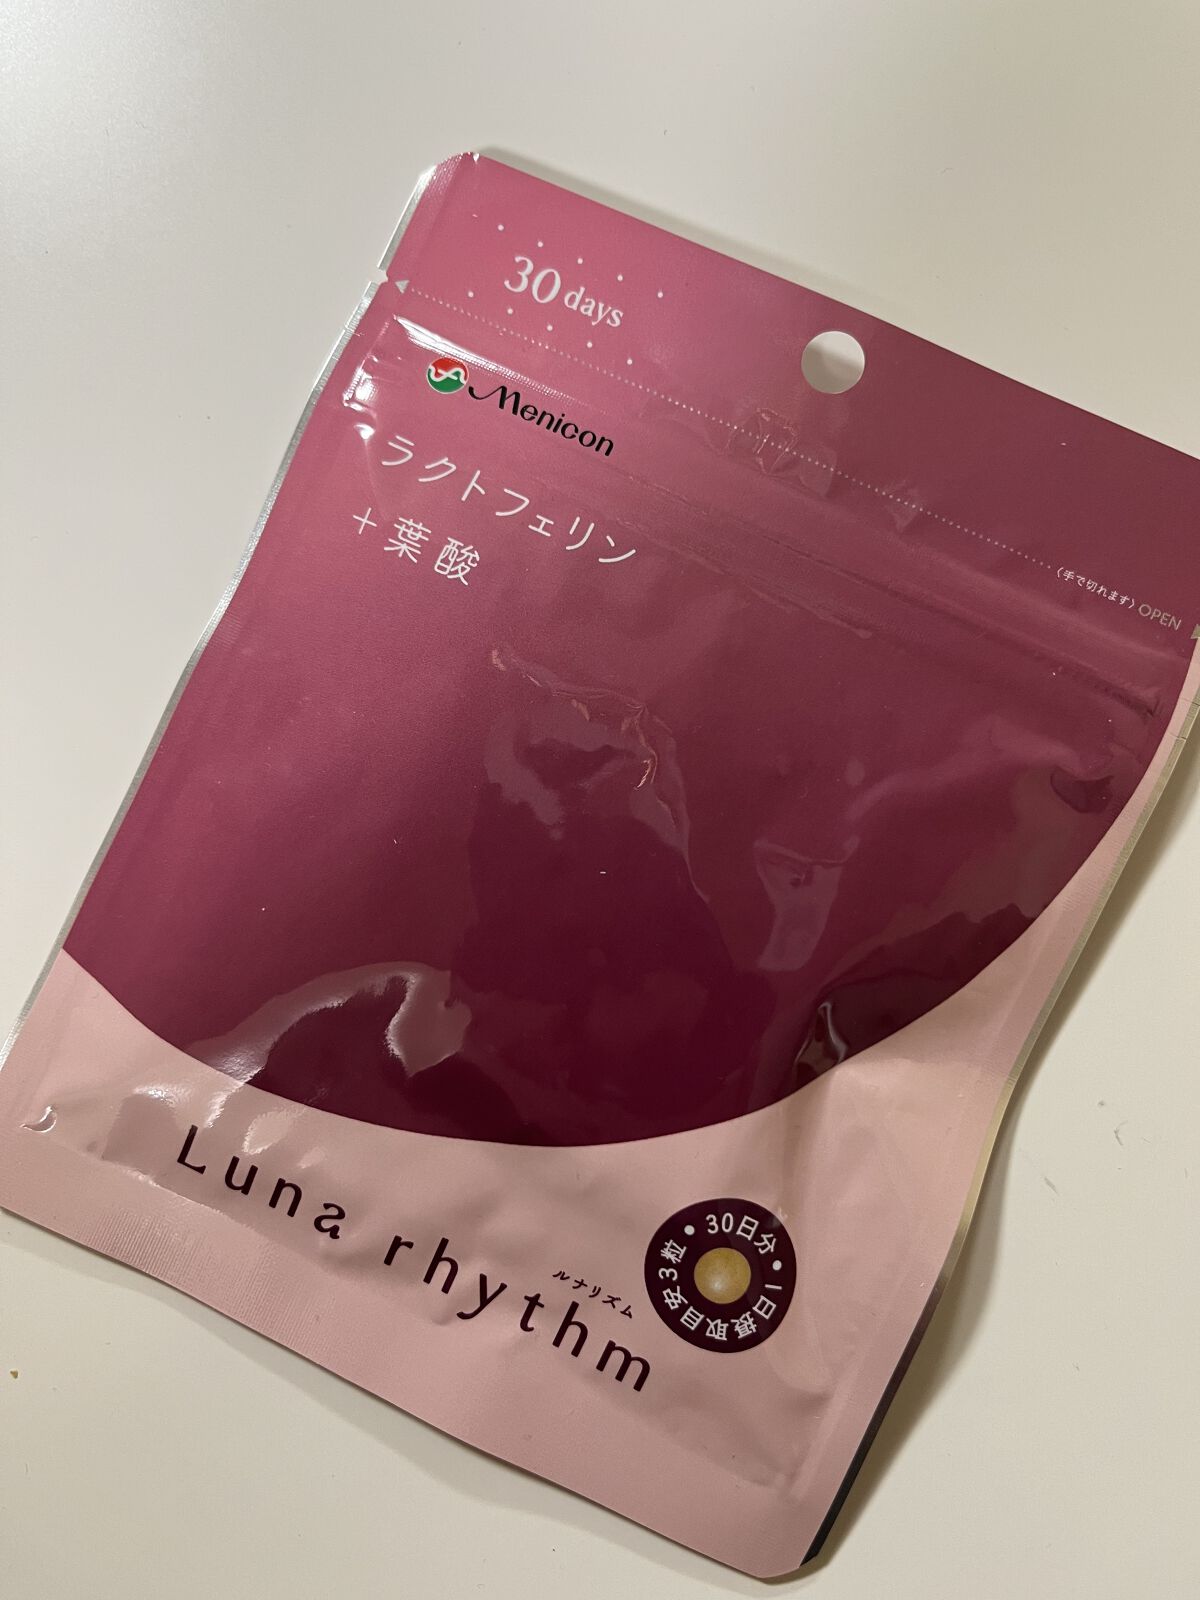 30 days
Menicon
ラクトフェリン
+葉酸
〈手で切れます〉OPEN
Luna rhythm
ルナリズム
30日分・1日摂取目安3粒・